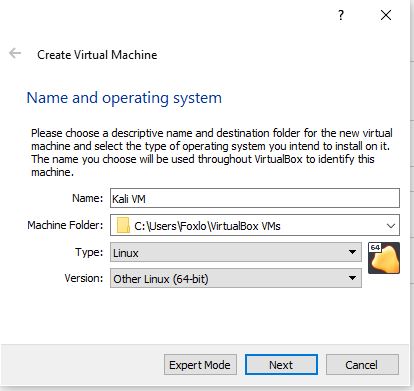 ?
Create Virtual Machine
Name and operating system
Please choose a descriptive name and destination folder for the new virtual
machine and select the type of operating system you intend to install on it.
The name you choose will be used throughout VirtualBox to identify this
machine.
Name: Kali VM
Machine Folder: C:\Users\Foxlo\VirtualBox VMs
Type: Linux
64
Version: Other Linux (64-bit)
Expert Mode Next Cancel